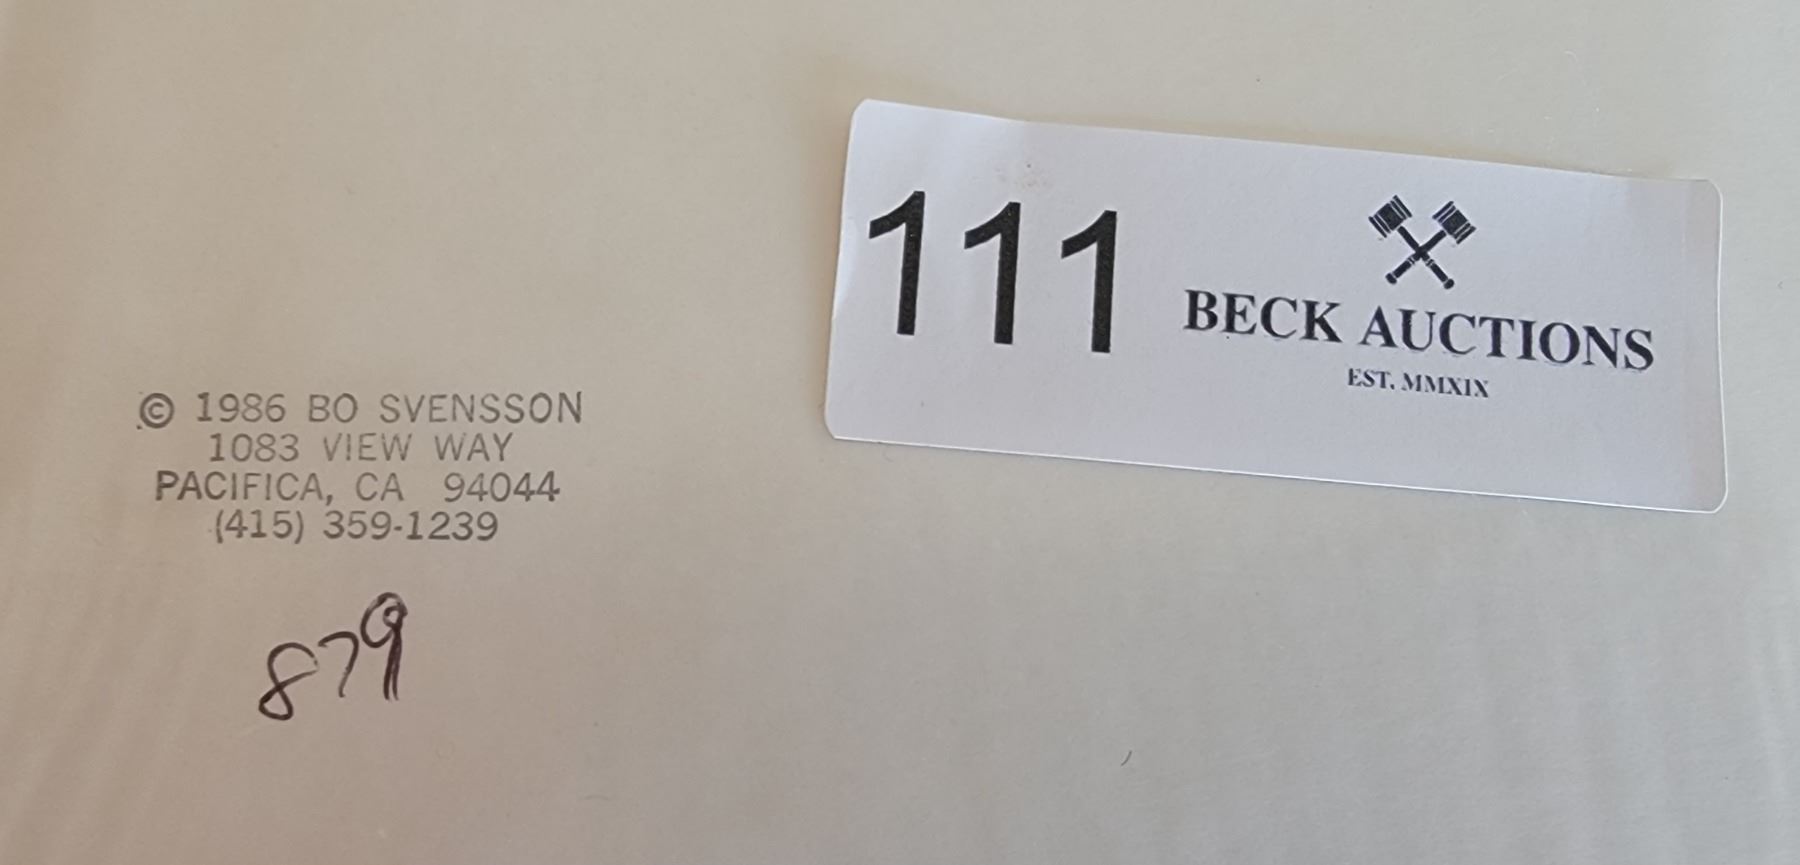 © 1986 BO SVENSSON
1083 VIEW WAY
PACIFICA, CA 94044
(415) 359-1239
879
111
BECK AUCTIONS
EST. MMXIX